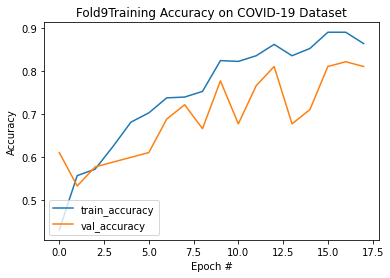 Fold9Training Accuracy on COVID-19 Dataset
Accuracy
0.9
0.8
0.7
0.6
0.5
train_accuracy
val_accuracy
0.0 2.5 5.0 7.5 10.0 12.5 15.0 17.5
Epoch #